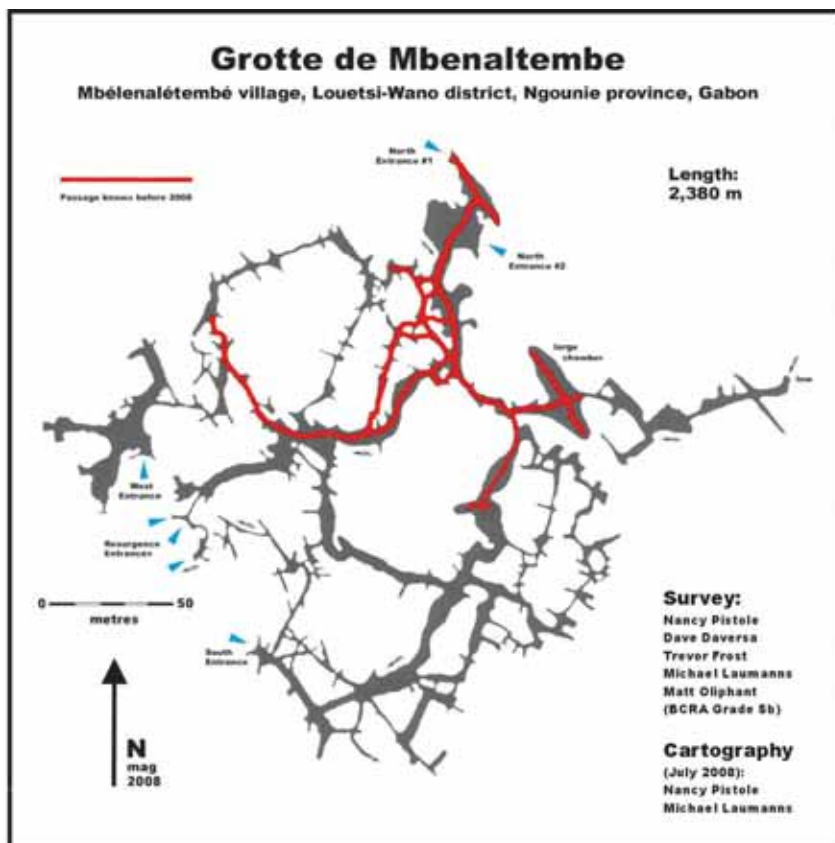 Grotte de Mbenaltembe
Mbélenalétembé village, Louetsi-Wano district, Ngounie province, Gabon
North
Entrance #1
Passage known before 2008
Length:
2,380 m
North
Entrance #2
large
chamber
low
West
Entrance
Resurgence
Entrances
0 50
metres
South
Entrance
N
mag
2008
Survey:
Nancy Pistole
Dave Daversa
Trevor Frost
Michael Laumanns
Matt Oliphant
(BCRA Grade 5b)
Cartography
(July 2008):
Nancy Pistole
Michael Laumanns